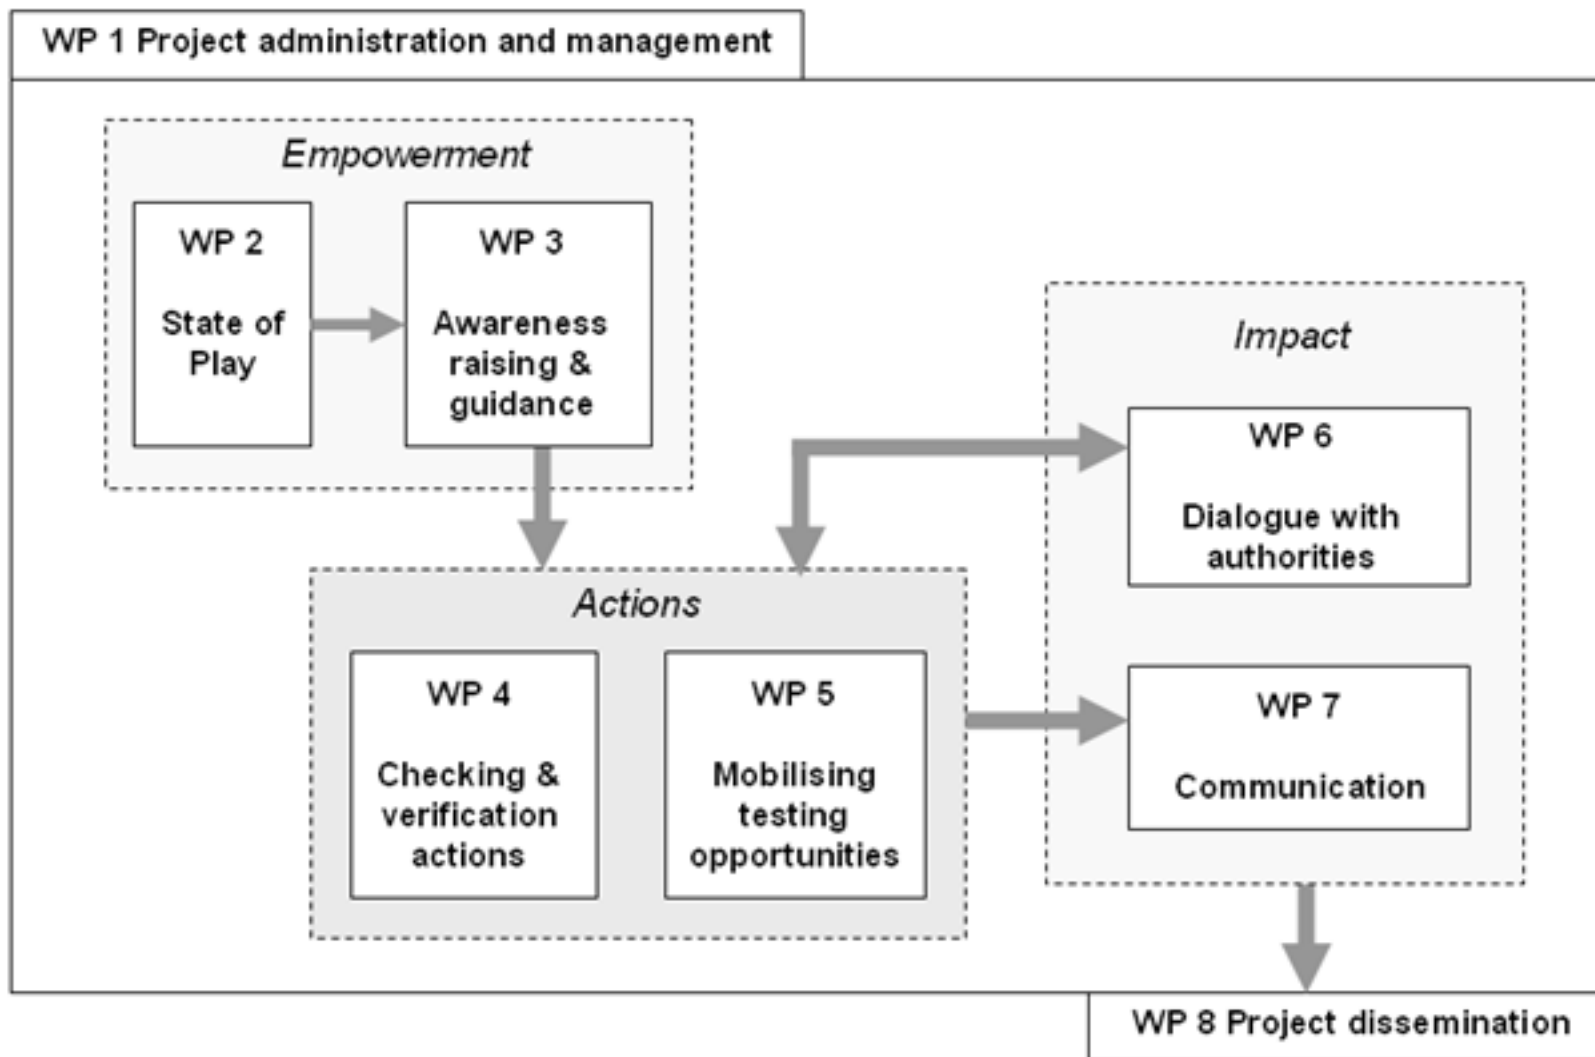 WP 1 Project administration and management
Empowerment
WP 2
State of
Play
WP 3
Awareness
raising &
guidance
Impact
WP 6
Dialogue with
authorities
Actions
WP 4
Checking &
verification
actions
WP 5
Mobilising
testing
opportunities
WP 7
Communication
WP 8 Project dissemination